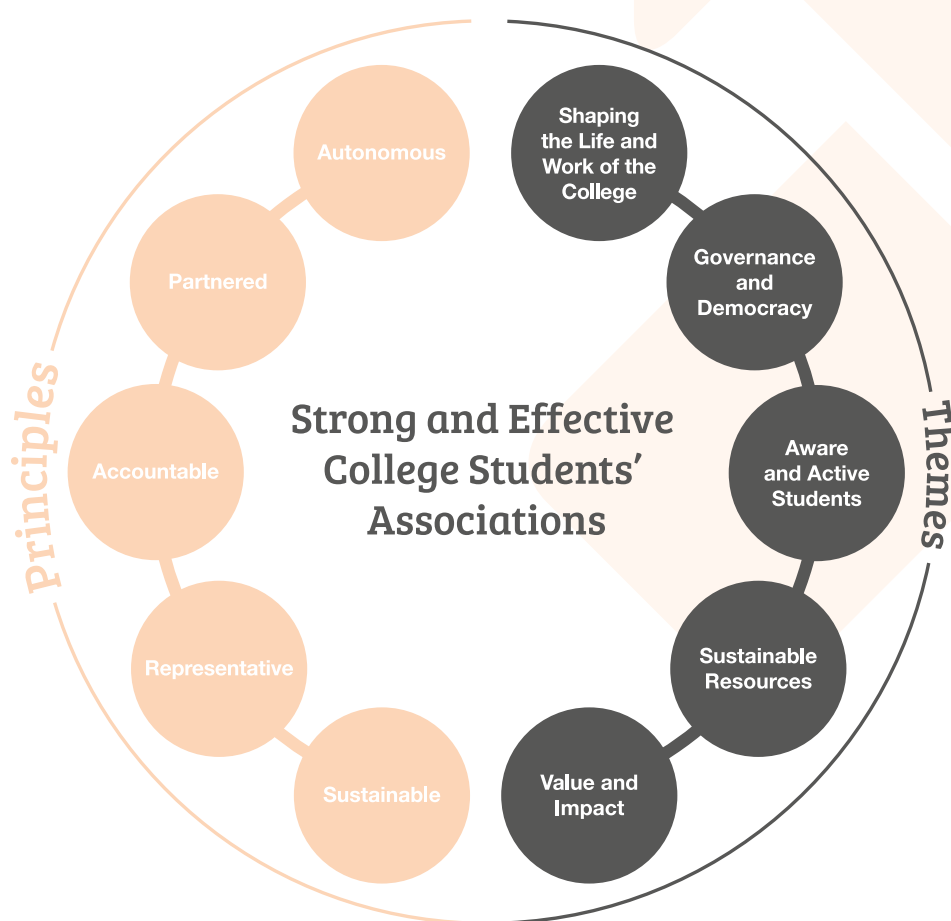 Principles
Autonomous
Partnered
Accountable
Representative
Sustainable
Strong and Effective
College Students’
Associations
Themes
Shaping
the Life and
Work of the
College
Governance
and
Democracy
Aware
and Active
Students
Sustainable
Resources
Value and
Impact